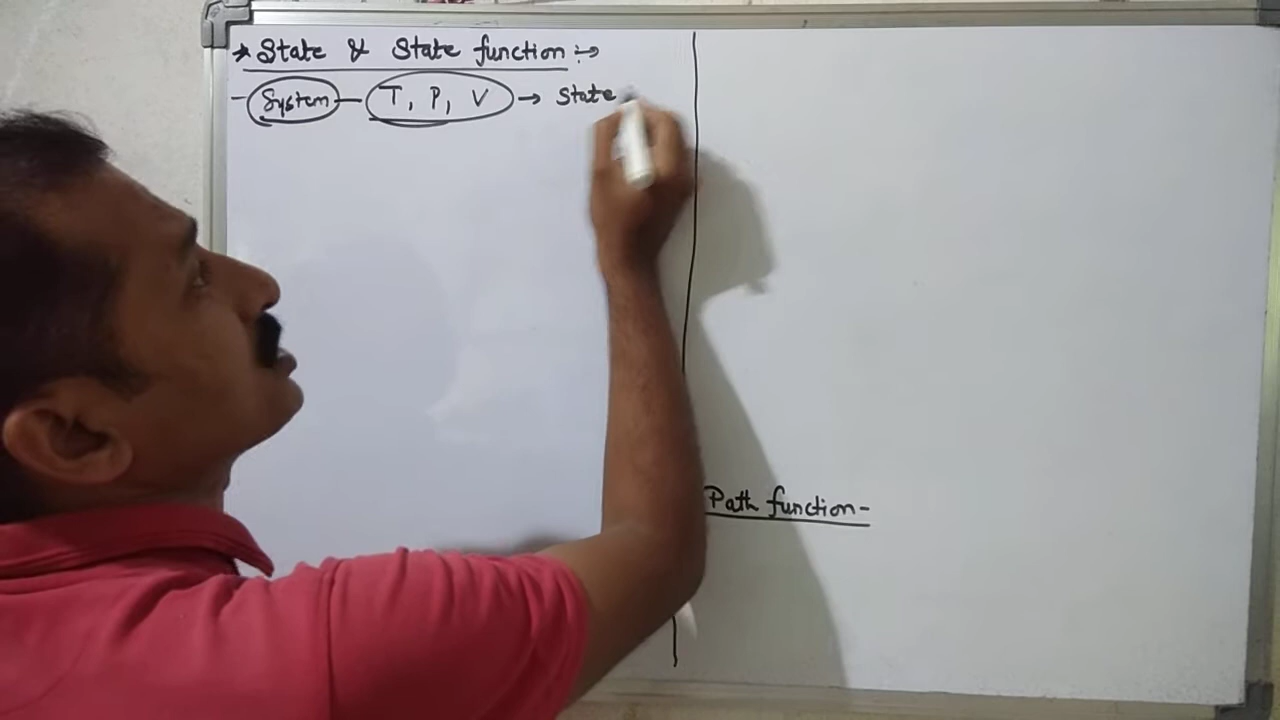 * State & State function :→
- System — T, P, V → State
Path function -